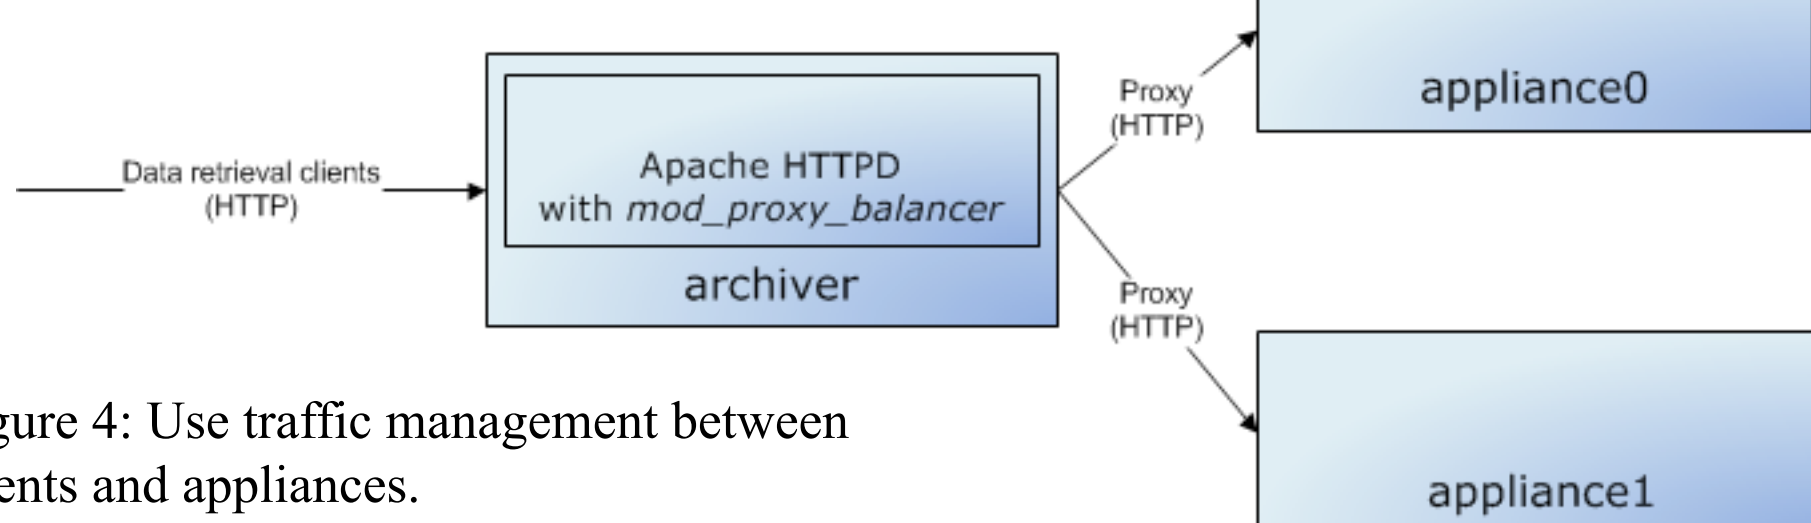 Data retrieval clients
(HTTP)
Apache HTTPD
with mod_proxy_balancer
archiver
Proxy
(HTTP)
appliance0
Proxy
(HTTP)
appliance1
gure 4: Use traffic management between
ents and appliances.